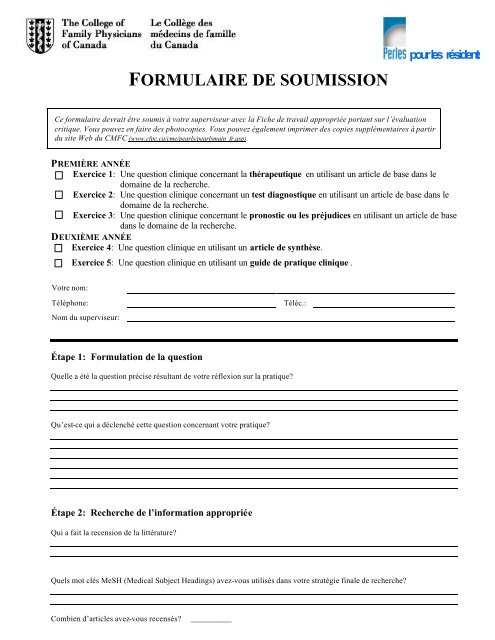 The College of
Family Physicians
of Canada
Le Collège des
médecins de famille
du Canada
Perles pour les résidents
FORMULAIRE DE SOUMISSION
Ce formulaire devrait être soumis à votre superviseur avec la Fiche de travail appropriée portant sur l'évaluation
critique. Vous pouvez en faire des photocopies. Vous pouvez également imprimer des copies supplémentaires à partir
du site Web du CMFC (www.cfpc.ca/cme/pearls/pearlsmain_fr.asp).
PREMIÈRE ANNÉE
Exercice 1: Une question clinique concernant la thérapeutique en utilisant un article de base dans le
domaine de la recherche.
Exercice 2: Une question clinique concernant un test diagnostique en utilisant un article de base dans le
domaine de la recherche.
Exercice 3: Une question clinique concernant le pronostic ou les préjudices en utilisant un article de base
dans le domaine de la recherche.
DEUXIÈME ANNÉE
Exercice 4: Une question clinique en utilisant un article de synthèse.
Exercice 5: Une question clinique en utilisant un guide de pratique clinique .
Votre nom:
Téléphone: Téléc.:
Nom du superviseur:
Étape 1: Formulation de la question
Quelle a été la question précise résultant de votre réflexion sur la pratique?
Qu'est-ce qui a déclenché cette question concernant votre pratique?
Étape 2: Recherche de l'information appropriée
Qui a fait la recension de la littérature?
Quels mot clés MeSH (Medical Subject Headings) avez-vous utilisés dans votre stratégie finale de recherche?
Combien d'articles avez-vous recensés?